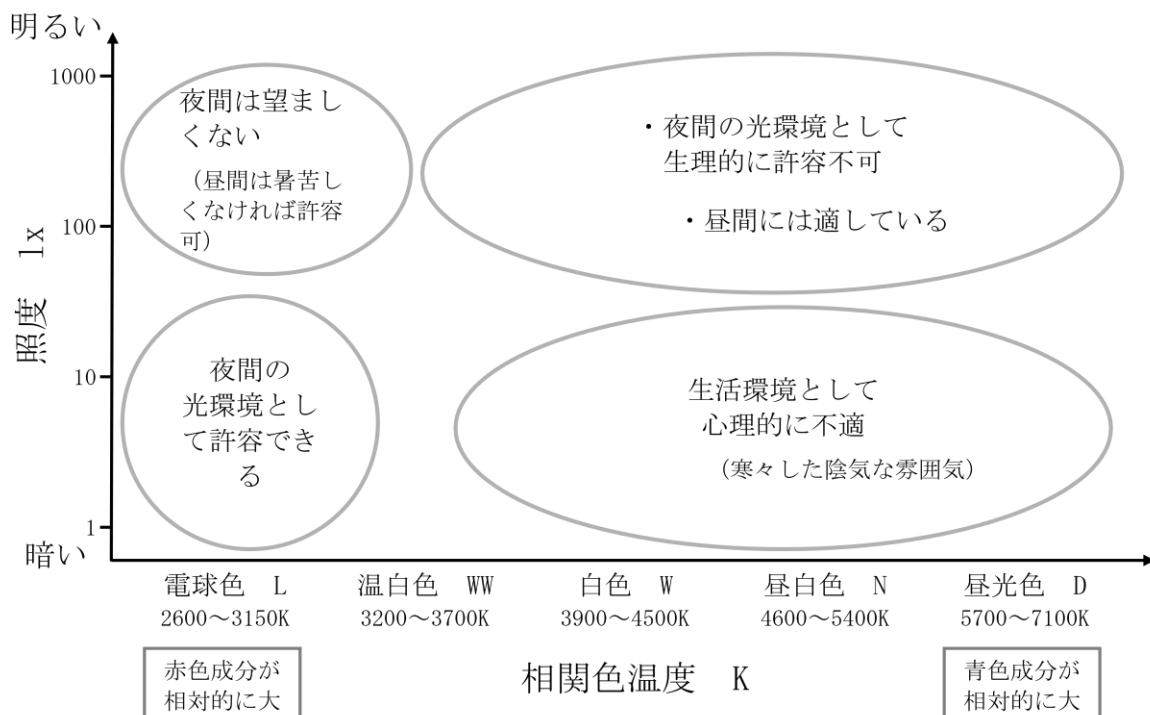 明るい
1000
100
10
1
暗い
照度　lx
夜間は望まし
くない
（昼間は暑苦し
くなければ許容
可）
・夜間の光環境として
生理的に許容不可
・昼間には適している
夜間の
光環境とし
て許容でき
る
生活環境として
心理的に不適
（寒々した陰気な雰囲気）
電球色　L
2600～3150K
温白色　WW
3200～3700K
白色　W
3900～4500K
昼白色　N
4600～5400K
昼光色　D
5700～7100K
赤色成分が
相対的に大
相関色温度　K
青色成分が
相対的に大